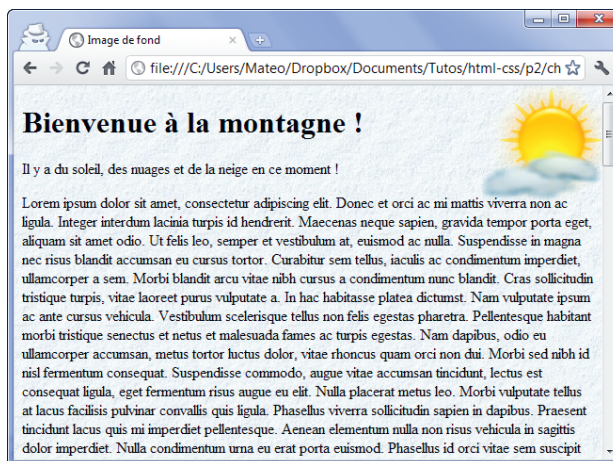 Image de fond
file:///C:/Users/Mateo/Dropbox/Documents/Tutos/html-css/p2/ch
Bienvenue à la montagne !
Il y a du soleil, des nuages et de la neige en ce moment !
Lorem ipsum dolor sit amet, consectetur adipiscing elit. Donec et orci ac mi mattis viverra non ac
ligula. Integer interdum lacinia turpis id hendrerit. Maecenas neque sapien, gravida tempor porta eget,
aliquam sit amet odio. Ut felis leo, semper et vestibulum at, euismod ac nulla. Suspendisse in magna
nec risus blandit accumsan eu cursus tortor. Curabitur sem tellus, iaculis ac condimentum imperdiet,
ullamcorper a sem. Morbi blandit arcu vitae nibh cursus a condimentum nunc blandit. Cras sollicitudin
tristique turpis, vitae laoreet purus vulputate a. In hac habitasse platea dictumst. Nam vulputate ipsum
ac ante cursus vehicula. Vestibulum scelerisque tellus non felis egestas pharetra. Pellentesque habitant
morbi tristique senectus et netus et malesuada fames ac turpis egestas. Nam dapibus, odio eu
ullamcorper accumsan, metus tortor luctus dolor, vitae rhoncus quam orci non dui. Morbi sed nibh id
nisl fermentum consequat. Suspendisse commodo, augue vitae accumsan tincidunt, lectus est
consequat ligula, eget fermentum risus augue eu elit. Nulla placerat metus leo. Morbi vulputate tellus
at lacus facilisis pulvinar convallis quis ligula. Phasellus viverra sollicitudin sapien in dapibus. Praesent
tincidunt lacus quis mi imperdiet pellentesque. Aenean elementum nulla non risus vehicula in sagittis
dolor imperdiet. Nulla condimentum urna eu erat porta euismod. Phasellus id orci vitae sem suscipit